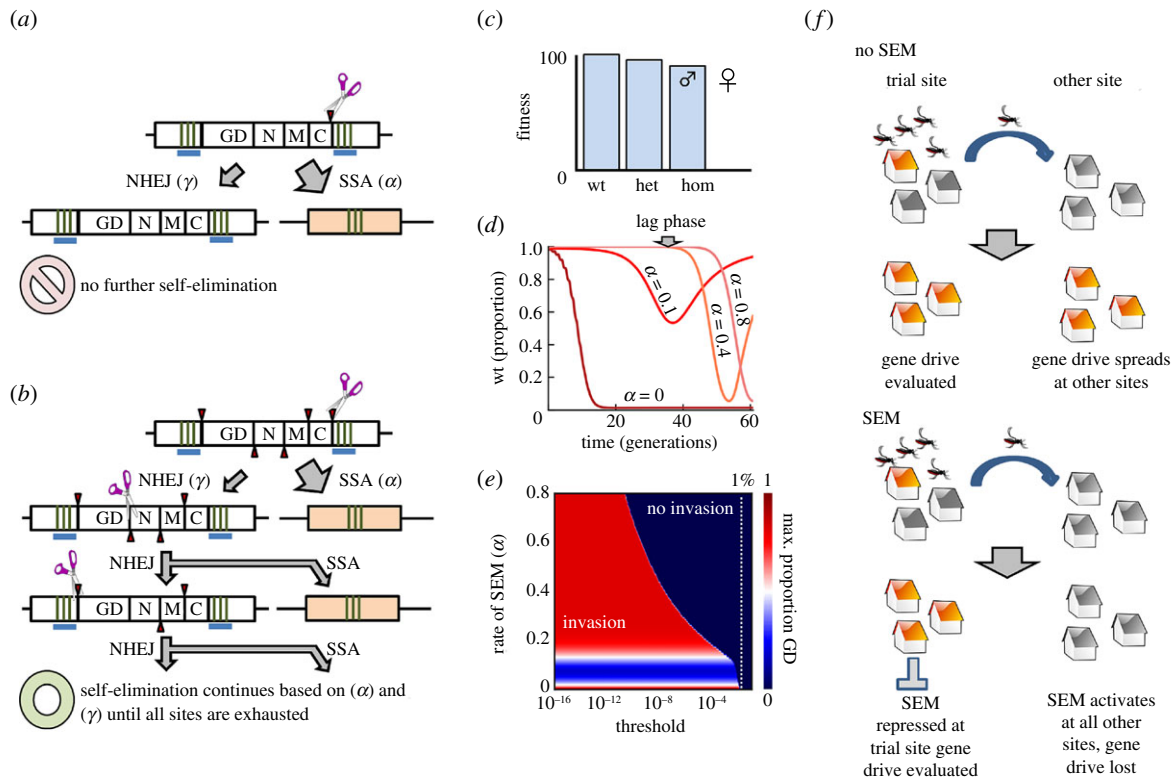 (a)
GD N M C
NHEJ (γ)
SSA (α)
GD N M C
no further self-elimination
(b)
GD N M C
NHEJ (γ)
SSA (α)
GD N M C
NHEJ
SSA
GD N M C
NHEJ
SSA
self-elimination continues based on (α) and
(γ) until all sites are exhausted
(c)
100
fitness
0
♂ ♀
wt het hom
(d)
lag phase
1.0
0.8
0.6
0.4
0.2
0
wt (proportion)
α = 0.1
α = 0.4
α = 0.8
α = 0
20 40 60
time (generations)
(e)
1% 1
0.8
0.6
0.4
0.2
0
rate of SEM (α)
no invasion
invasion
max. proportion GD
0
10⁻¹⁶ 10⁻¹² 10⁻⁸ 10⁻⁴
threshold
(f)
no SEM
trial site
other site
gene drive
evaluated
gene drive spreads
at other sites
SEM
SEM
repressed at
trial site gene
drive evaluated
SEM activates
at all other
sites, gene
drive lost